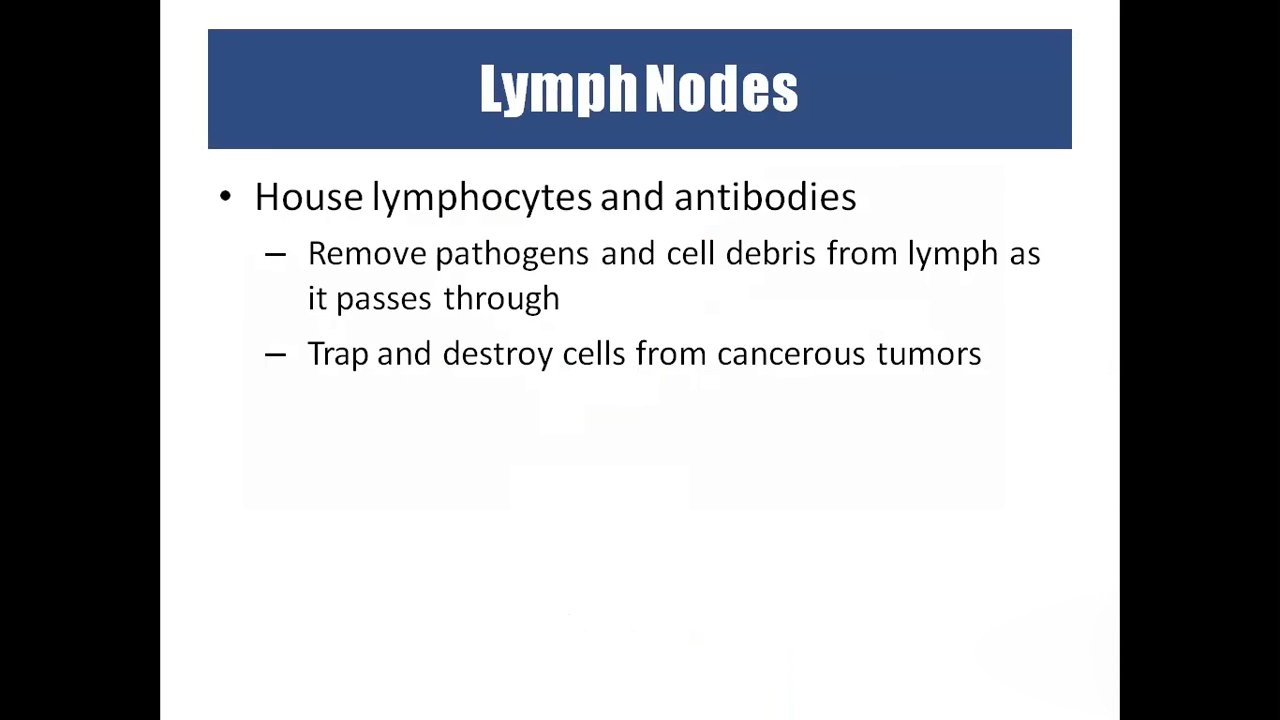 Lymph Nodes
• House lymphocytes and antibodies
– Remove pathogens and cell debris from lymph as
it passes through
– Trap and destroy cells from cancerous tumors